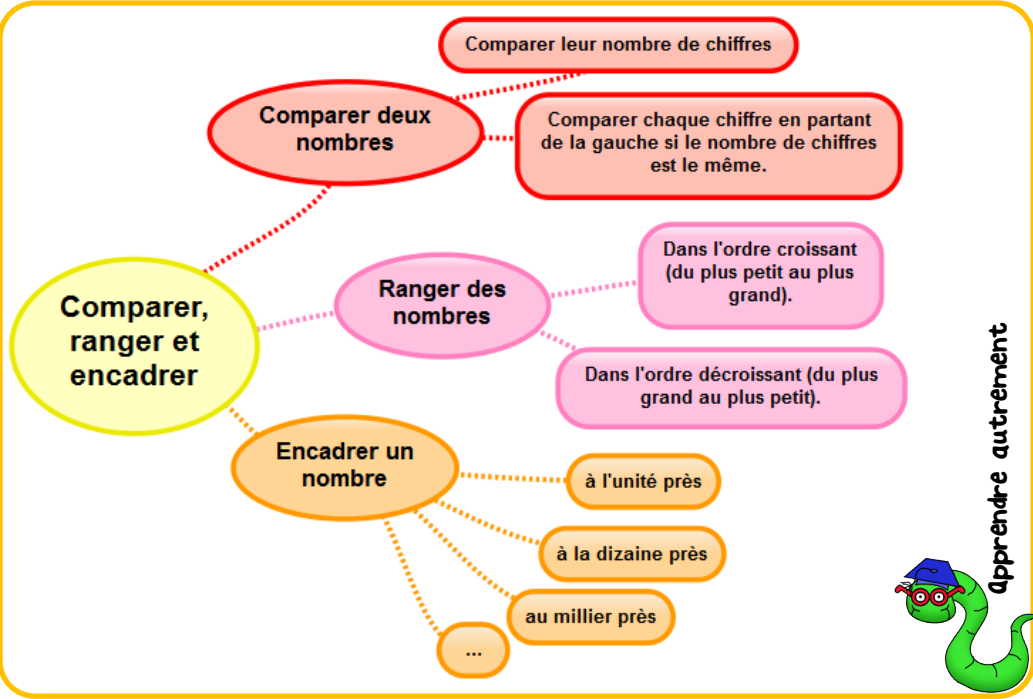 Comparer leur nombre de chiffres
Comparer deux
nombres
Comparer chaque chiffre en partant
de la gauche si le nombre de chiffres
est le même.
Comparer,
ranger et
encadrer
Ranger des
nombres
Dans l'ordre croissant
(du plus petit au plus
grand).
Dans l'ordre décroissant (du plus
grand au plus petit).
Encadrer un
nombre
à l'unité près
à la dizaine près
au millier près
...
apprendre autrement